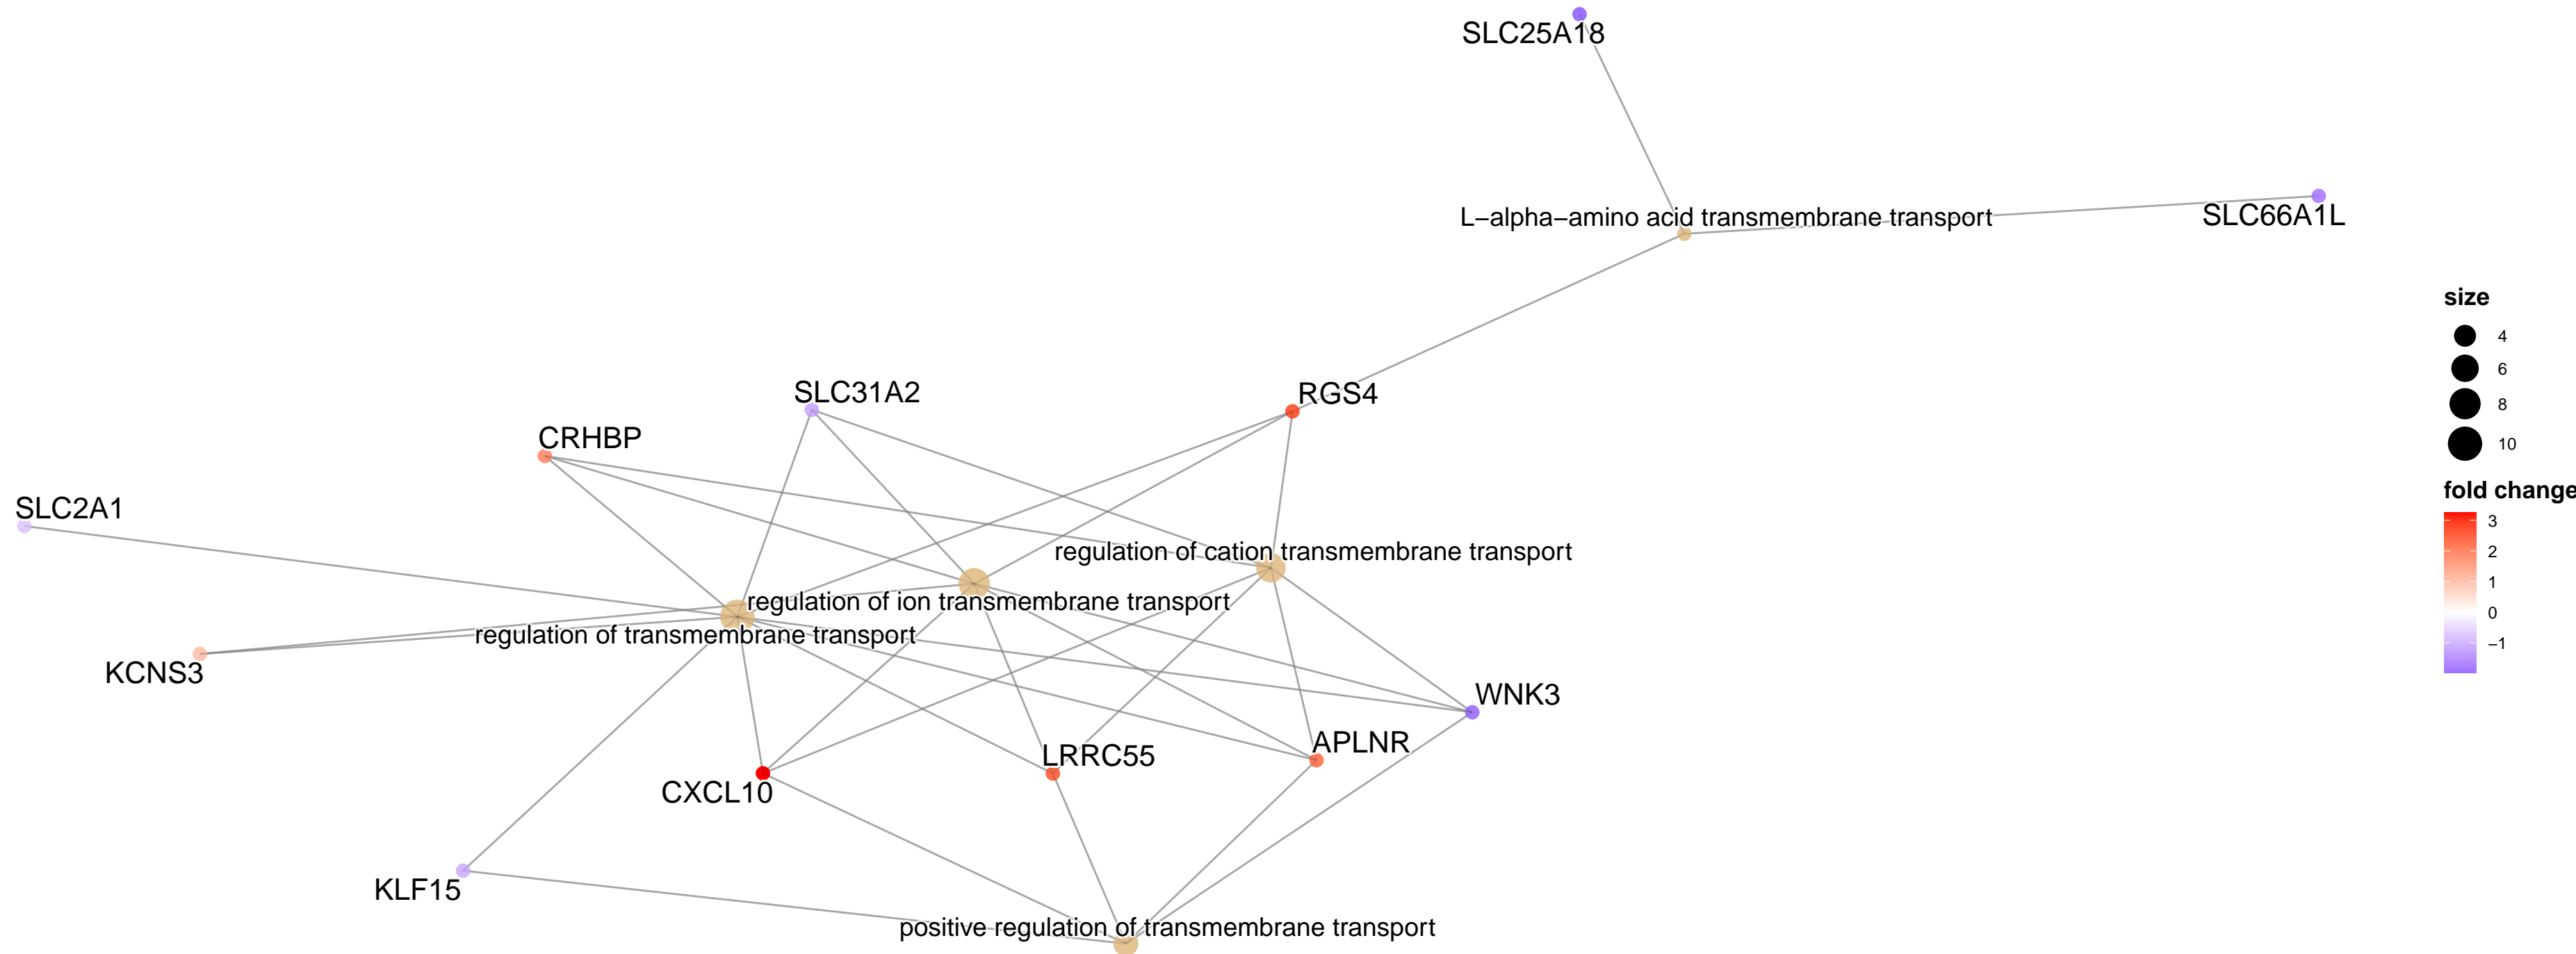 SLC25A18
SLC66A1L
L−alpha−amino acid transmembrane transport
SLC31A2
RGS4
CRHBP
SLC2A1
regulation of cation transmembrane transport
regulation of ion transmembrane transport
regulation of transmembrane transport
KCNS3
WNK3
APLNR
LRRC55
CXCL10
KLF15
positive regulation of transmembrane transport
size
4
6
8
10
fold change
3
2
1
0
−1